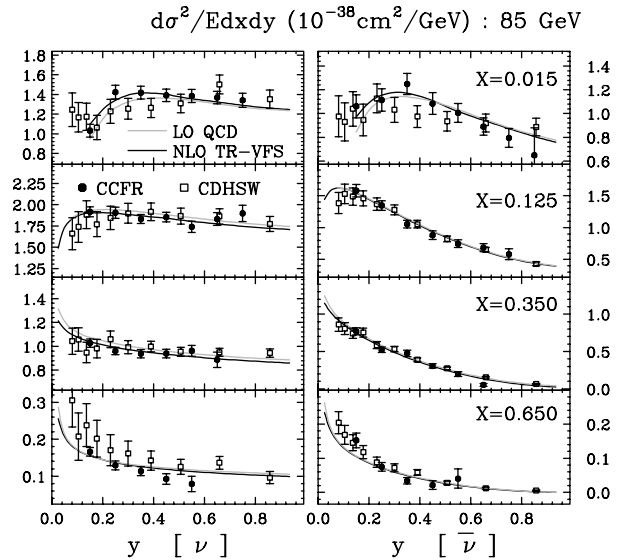 dσ²/Edxdy (10⁻³⁸cm²/GeV) : 85 GeV
1.8
1.6
1.4
1.2
1.0
0.8
LO QCD
NLO TR-VFS
1.4
1.2
1.0
0.8
0.6
X=0.015
2.25
2.00
1.75
1.50
1.25
CCFR
CDHSW
1.5
1.0
0.5
X=0.125
1.4
1.2
1.0
0.8
1.0
0.5
0.0
X=0.350
0.3
0.2
0.1
0.2
0.1
0.0
X=0.650
0.0 0.2 0.4 0.6 0.8
0.0 0.2 0.4 0.6 0.8
y [ ν ]
y [ ν̅ ]